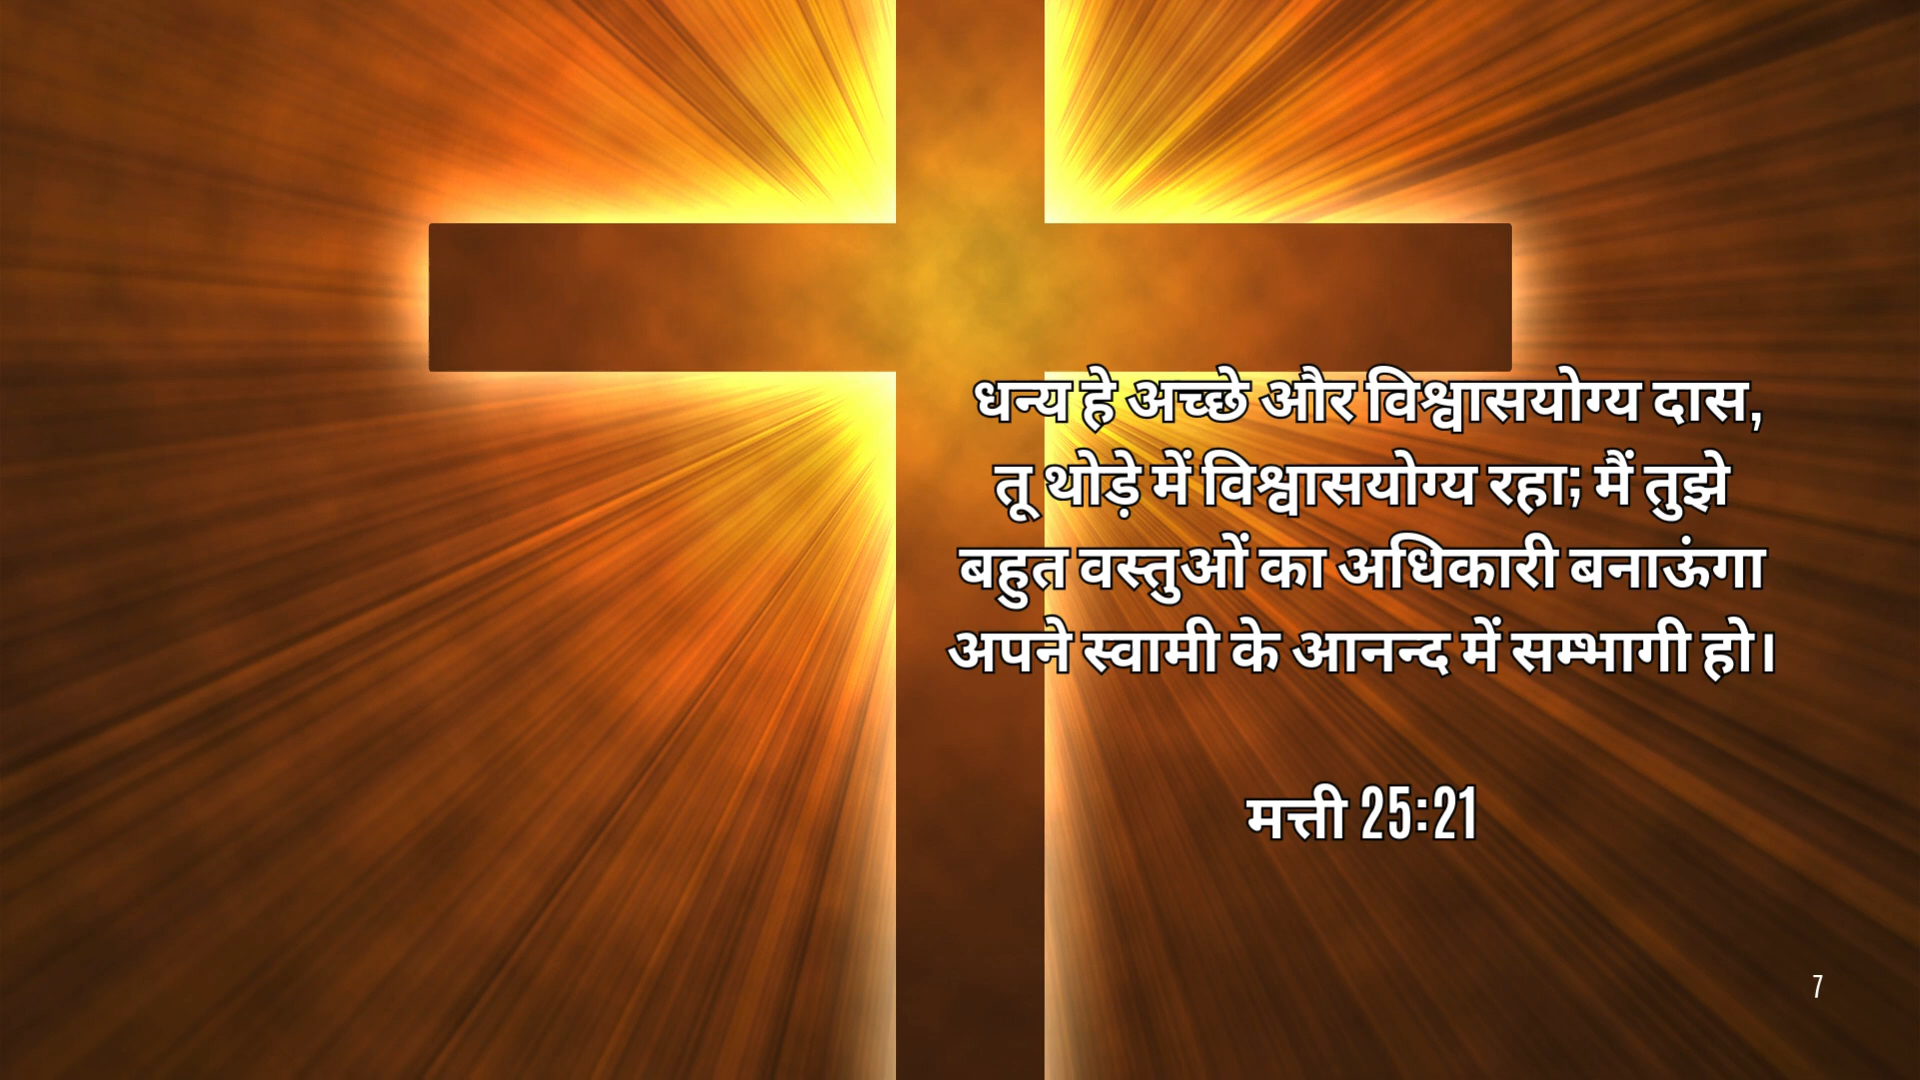 धन्य हे अच्छे और विश्वासयोग्य दास,
तू थोड़े में विश्वासयोग्य रहा; मैं तुझे
बहुत वस्तुओं का अधिकारी बनाऊंगा
अपने स्वामी के आनन्द में सम्भागी हो।
मत्ती 25:21
7